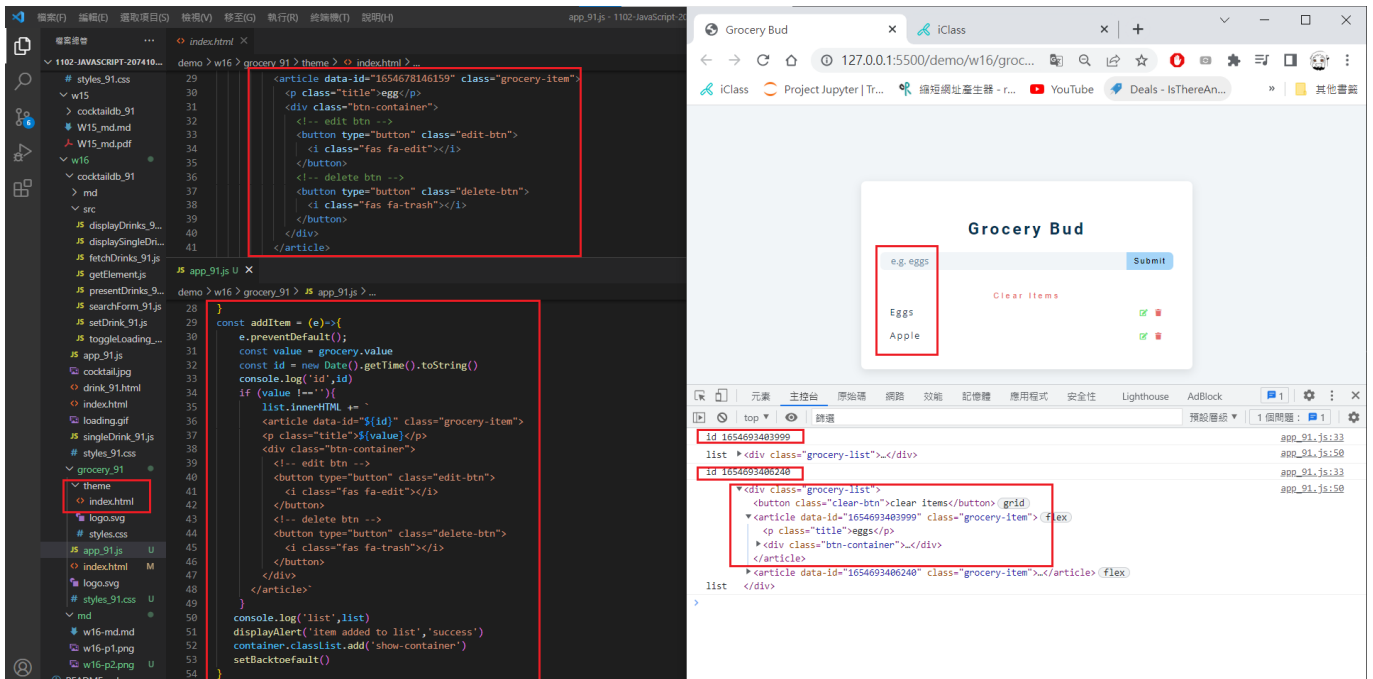 檔案(F) 編輯(E) 選取項目(S) 檢視(V) 移至(G) 執行(R) 終端機(T) 說明(H) app_91.js - 1102-JavaScript-20
檔案總管 ···
1102-JAVASCRIPT-207410...
# styles_91.css
w15
cocktaildb_91
W15_md.md
W15_md.pdf
w16
cocktaildb_91
md
src
JS displayDrinks_9...
JS displaySingleDri...
JS fetchDrinks_91.js
JS getElement.js
JS presentDrinks_9...
JS searchForm_91.js
JS setDrink_91.js
JS toggleLoading_...
JS app_91.js
cocktail.jpg
<> drink_91.html
<> index.html
loading.gif
JS singleDrink_91.js
# styles_91.css
grocery_91
theme
<> index.html
logo.svg
# styles.css
JS app_91.js U
<> index.html M
logo.svg
# styles_91.css U
md
w16-md.md
w16-p1.png
w16-p2.png U
README.md
6
<> index.html ×
demo > w16 > grocery_91 > theme > <> index.html > ...
29 <article data-id="1654678146159" class="grocery-item">
30 <p class="title">egg</p>
31 <div class="btn-container">
32 <!-- edit btn -->
33 <button type="button" class="edit-btn">
34 <i class="fas fa-edit"></i>
35 </button>
36 <!-- delete btn -->
37 <button type="button" class="delete-btn">
38 <i class="fas fa-trash"></i>
39 </button>
40 </div>
41 </article>
JS app_91.js U ×
demo > w16 > grocery_91 > JS app_91.js > ...
28 }
29 const addItem = (e)=>{
30 e.preventDefault();
31 const value = grocery.value
32 const id = new Date().getTime().toString()
33 console.log('id',id)
34 if (value !==''){
35 list.innerHTML += `
36 <article data-id="${id}" class="grocery-item">
37 <p class="title">${value}</p>
38 <div class="btn-container">
39 <!-- edit btn -->
40 <button type="button" class="edit-btn">
41 <i class="fas fa-edit"></i>
42 </button>
43 <!-- delete btn -->
44 <button type="button" class="delete-btn">
45 <i class="fas fa-trash"></i>
46 </button>
47 </div>
48 </article>`
49 }
50 console.log('list',list)
51 displayAlert('item added to list','success')
52 container.classList.add('show-container')
53 setBacktoefault()
54 }
Grocery Bud × iClass × +
127.0.0.1:5500/demo/w16/groc...
iClass Project Jupyter | Tr... 縮短網址產生器 - r... YouTube Deals - IsThereAn... » 其他書籤
Grocery Bud
e.g. eggs Submit
Clear Items
Eggs
Apple
元素 主控台 原始碼 網路 效能 記憶體 應用程式 安全性 Lighthouse AdBlock 1
top ▼ 篩選 預設層級 ▼ 1 個問題： 1
id 1654693403999 app_91.js:33
list <div class="grocery-list">…</div> app_91.js:50
id 1654693406240 app_91.js:33
<div class="grocery-list"> app_91.js:50
<button class="clear-btn">clear items</button> grid
<article data-id="1654693403999" class="grocery-item"> flex
<p class="title">eggs</p>
<div class="btn-container">…</div>
</article>
<article data-id="1654693406240" class="grocery-item">…</article> flex
list </div>